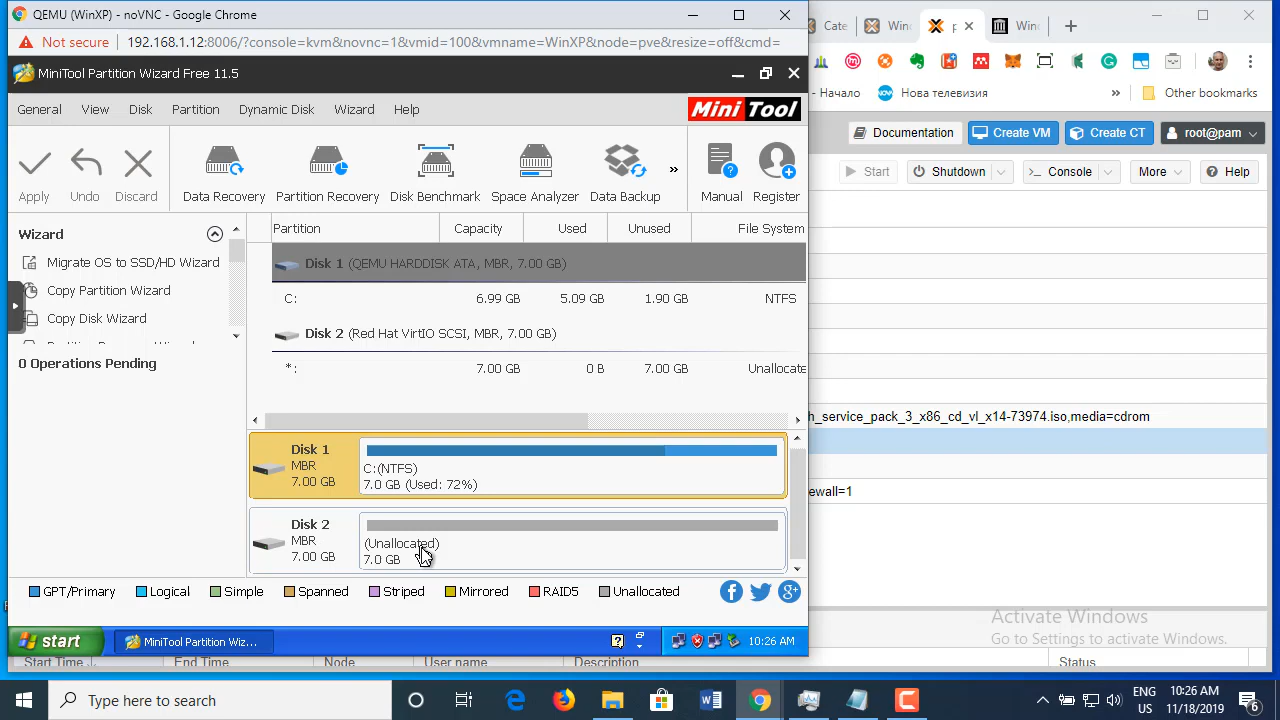 QEMU (WinXP) - noVNC - Google Chrome
Not secure 192.168.1.12:8006/?console=kvm&novnc=1&vmid=100&vmname=WinXP&node=pve&resize=off&cmd=
MiniTool Partition Wizard Free 11.5
General View Disk Partition Dynamic Disk Wizard Help
Mini Tool
Apply Undo Discard Data Recovery Partition Recovery Disk Benchmark Space Analyzer Data Backup » Manual Register
Wizard
Migrate OS to SSD/HD Wizard
Copy Partition Wizard
Copy Disk Wizard
0 Operations Pending
Partition Capacity Used Unused File System
Disk 1 (QEMU HARDDISK ATA, MBR, 7.00 GB)
C: 6.99 GB 5.09 GB 1.90 GB NTFS
Disk 2 (Red Hat VirtIO SCSI, MBR, 7.00 GB)
*: 7.00 GB 0 B 7.00 GB Unallocate
Disk 1
MBR
7.00 GB
C:(NTFS)
7.0 GB (Used: 72%)
Disk 2
MBR
7.00 GB
(Unallocated)
7.0 GB
GPT/Primary Logical Simple Spanned Striped Mirrored RAID5 Unallocated
start MiniTool Partition Wiz... 10:26 AM
Cate Winc p Winc
- Начало Нова телевизия » Other bookmarks
Documentation Create VM Create CT root@pam
Start Shutdown Console More Help
h_service_pack_3_x86_cd_vl_x14-73974.iso,media=cdrom
ewall=1
Activate Windows
Go to Settings to activate Windows.
Start Time End Time Node User name Description Status
Type here to search
ENG
US
10:26 AM
11/18/2019
6